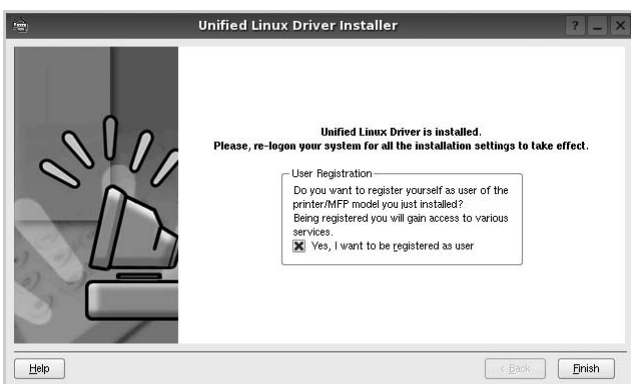 Unified Linux Driver Installer
Unified Linux Driver is installed.
Please, re-logon your system for all the installation settings to take effect.
User Registration
Do you want to register yourself as user of the
printer/MFP model you just installed?
Being registered you will gain access to various
services.
Yes, I want to be registered as user
Help
< Back
Finish